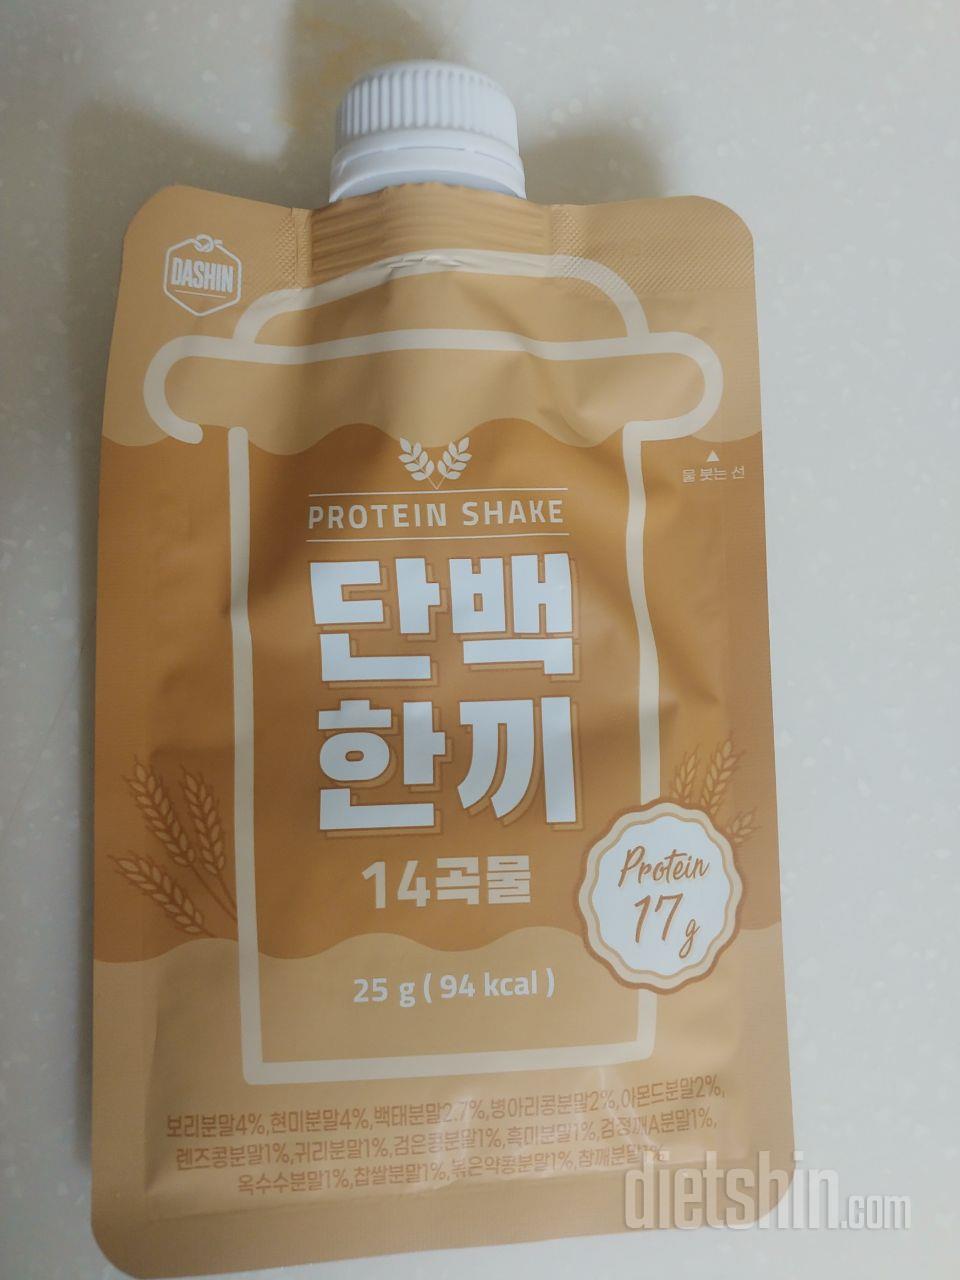 DASHIN
물 붓는 선
PROTEIN SHAKE
단백
한끼
14곡물
Protein
17g
25 g ( 94 kcal )
보리분말4%,현미분말4%,백태분말2.7%,병아리콩분말2%,아몬드분말2%,
렌즈콩분말1%,귀리분말1%,검은콩분말1%,흑미분말1%,검정깨A분말1%,
옥수수분말1%,찹쌀분말1%,볶은약콩분말1%,참깨분말1%
dietshin.com